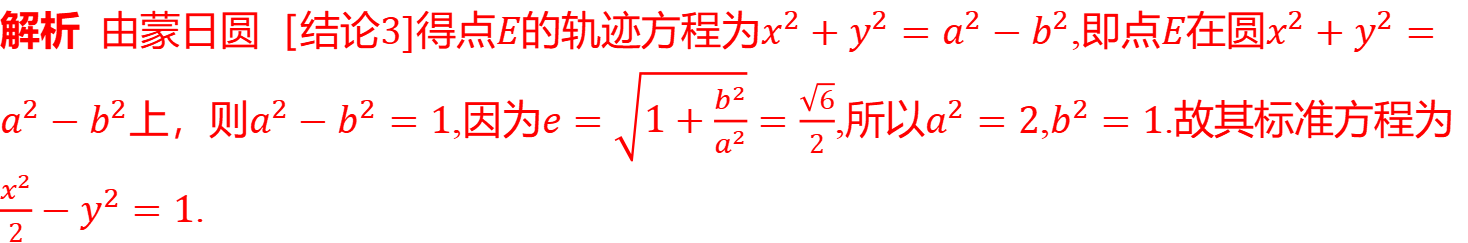 解析 由蒙日圆 [结论3]得点E的轨迹方程为x² + y² = a² − b²,即点E在圆x² + y² =
a² − b²上，则a² − b² = 1,因为e = √(1 + b²/a²) = √6/2,所以a² = 2,b² = 1.故其标准方程为
x²/2 − y² = 1.